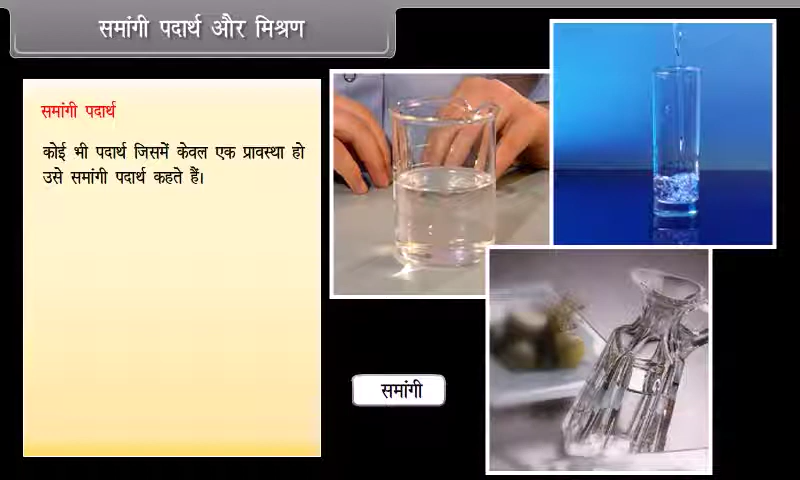 समांगी पदार्थ और मिश्रण
समांगी पदार्थ
कोई भी पदार्थ जिसमें केवल एक प्रावस्था हो
उसे समांगी पदार्थ कहते हैं।
समांगी